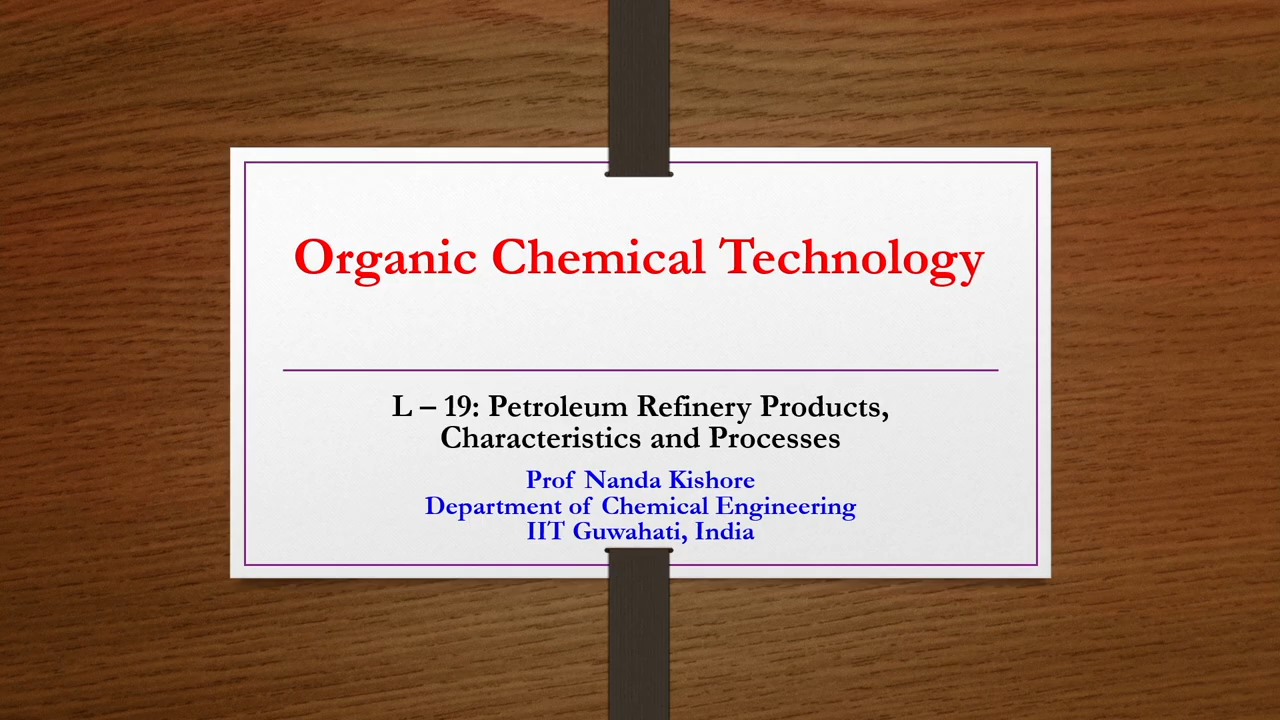 Organic Chemical Technology
L – 19: Petroleum Refinery Products,
Characteristics and Processes
Prof Nanda Kishore
Department of Chemical Engineering
IIT Guwahati, India